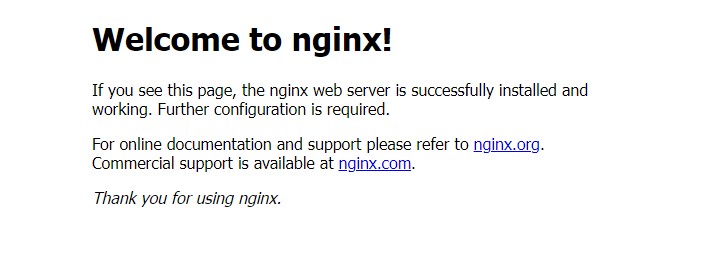 Welcome to nginx!
If you see this page, the nginx web server is successfully installed and
working. Further configuration is required.
For online documentation and support please refer to nginx.org.
Commercial support is available at nginx.com.
Thank you for using nginx.